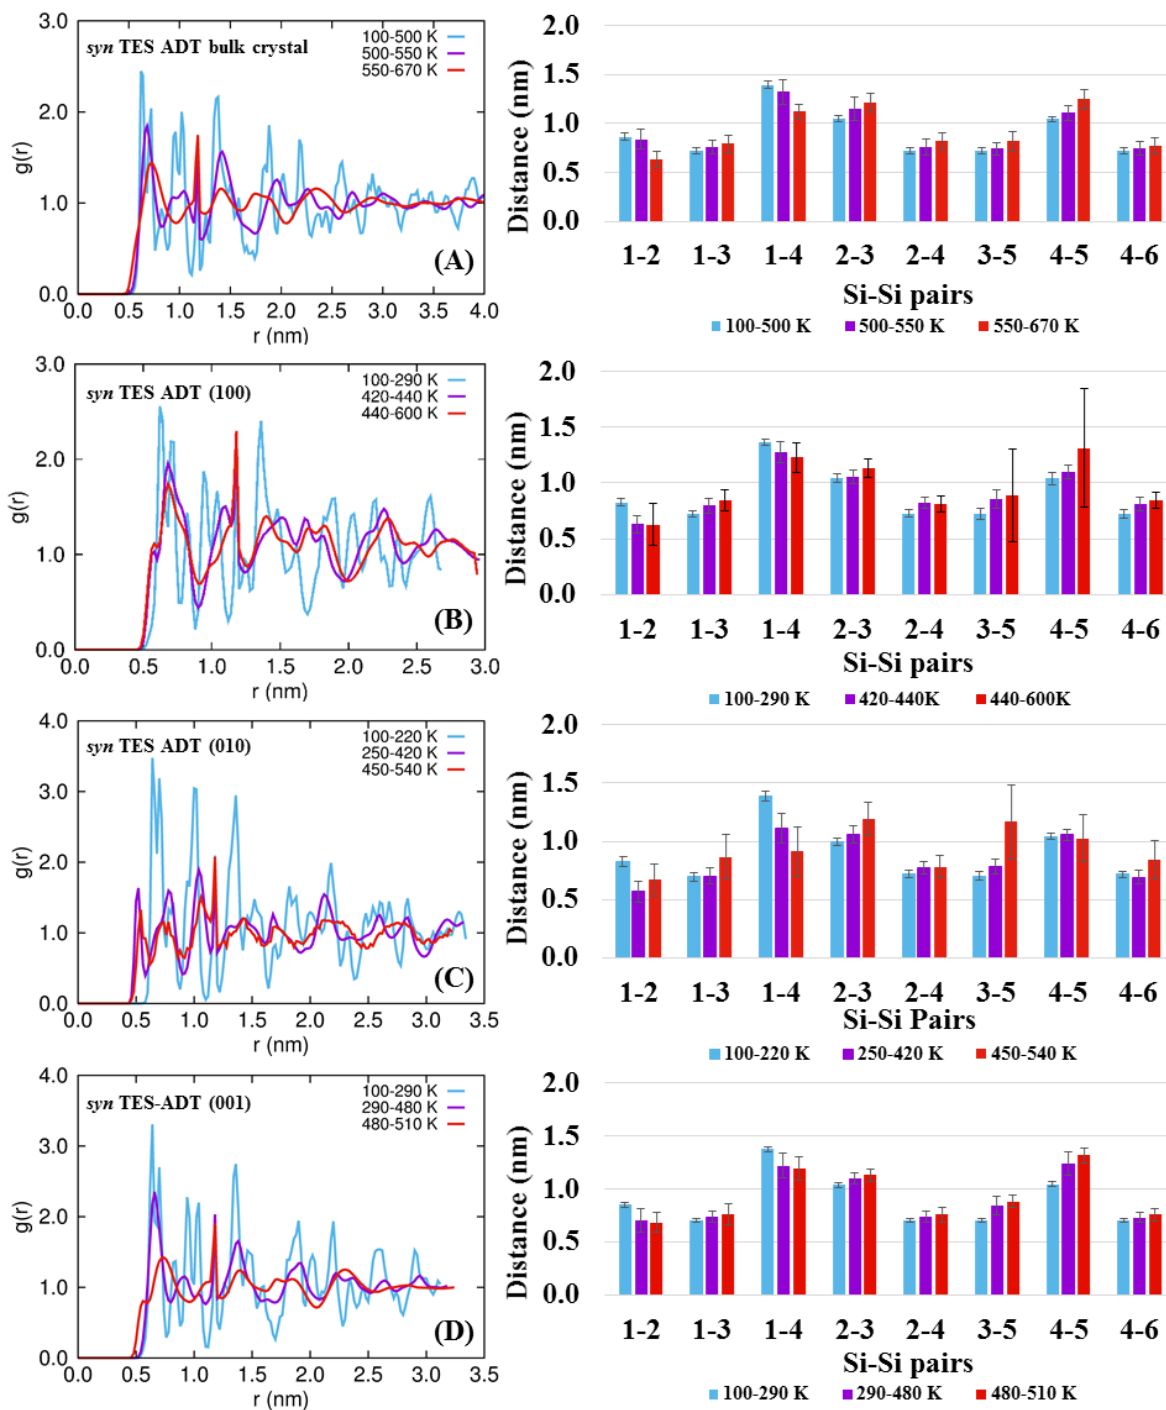 3.0
2.0
1.0
0.0
g(r)
syn TES ADT bulk crystal
100-500 K
500-550 K
550-670 K
(A)
0.0 0.5 1.0 1.5 2.0 2.5 3.0 3.5 4.0
r (nm)
2.0
1.5
1.0
0.5
0.0
Distance (nm)
1-2 1-3 1-4 2-3 2-4 3-5 4-5 4-6
Si-Si pairs
100-500 K 500-550 K 550-670 K
3.0
2.0
1.0
0.0
g(r)
syn TES ADT (100)
100-290 K
420-440 K
440-600 K
(B)
0.0 0.5 1.0 1.5 2.0 2.5 3.0
r (nm)
2.0
1.5
1.0
0.5
0.0
Distance (nm)
1-2 1-3 1-4 2-3 2-4 3-5 4-5 4-6
Si-Si pairs
100-290 K 420-440K 440-600K
4.0
3.0
2.0
1.0
0.0
g(r)
syn TES ADT (010)
100-220 K
250-420 K
450-540 K
(C)
0.0 0.5 1.0 1.5 2.0 2.5 3.0 3.5
r (nm)
2.0
1.5
1.0
0.5
0.0
Distance (nm)
1-2 1-3 1-4 2-3 2-4 3-5 4-5 4-6
Si-Si Pairs
100-220 K 250-420 K 450-540 K
4.0
3.0
2.0
1.0
0.0
g(r)
syn TES-ADT (001)
100-290 K
290-480 K
480-510 K
(D)
0.0 0.5 1.0 1.5 2.0 2.5 3.0 3.5
r (nm)
2.0
1.5
1.0
0.5
0.0
Distance (nm)
1-2 1-3 1-4 2-3 2-4 3-5 4-5 4-6
Si-Si pairs
100-290 K 290-480 K 480-510 K